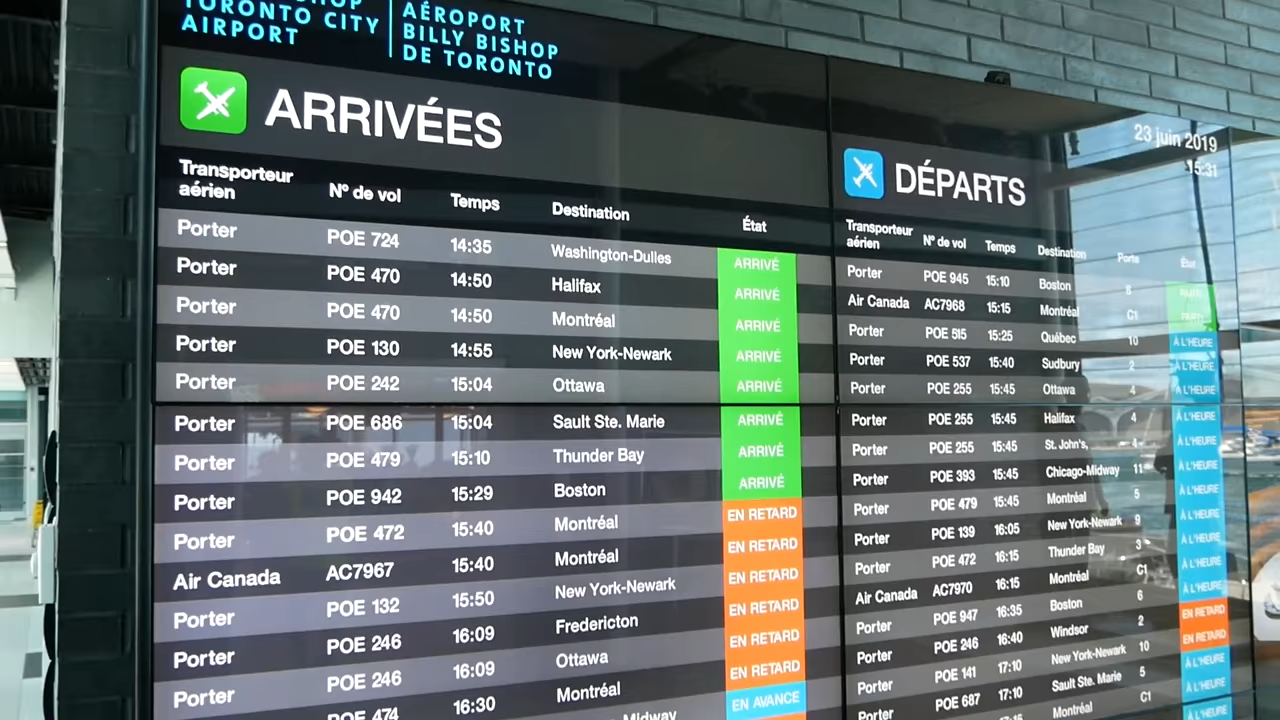 TORONTO CITY
AIRPORT
AÉROPORT
BILLY BISHOP
DE TORONTO
ARRIVÉES
Transporteur aérien N° de vol Temps Destination État
Porter POE 724 14:35 Washington-Dulles ARRIVÉ
Porter POE 470 14:50 Halifax ARRIVÉ
Porter POE 470 14:50 Montréal ARRIVÉ
Porter POE 130 14:55 New York-Newark ARRIVÉ
Porter POE 242 15:04 Ottawa ARRIVÉ
Porter POE 686 15:04 Sault Ste. Marie ARRIVÉ
Porter POE 479 15:10 Thunder Bay ARRIVÉ
Porter POE 942 15:29 Boston ARRIVÉ
Porter POE 472 15:40 Montréal EN RETARD
Air Canada AC7967 15:40 Montréal EN RETARD
Porter POE 132 15:50 New York-Newark EN RETARD
Porter POE 246 16:09 Fredericton EN RETARD
Porter POE 246 16:09 Ottawa EN RETARD
POE 474 16:30 Montréal EN RETARD
Midway EN AVANCE
23 juin 2019
15:31
DÉPARTS
Transporteur aérien N° de vol Temps Destination Porte État
Porter POE 945 15:10 Boston 8 PARTI
Air Canada AC7968 15:15 Montréal C1 PARTI
Porter POE 515 15:25 Québec 10 À L'HEURE
Porter POE 537 15:40 Sudbury 2 À L'HEURE
Porter POE 255 15:45 Ottawa 4 À L'HEURE
Porter POE 255 15:45 Halifax 4 À L'HEURE
Porter POE 255 15:45 St. John's, 4 À L'HEURE
Porter POE 393 15:45 Chicago-Midway 11 À L'HEURE
Porter POE 479 15:45 Montréal 5 À L'HEURE
Porter POE 139 16:05 New York-Newark 9 À L'HEURE
Porter POE 472 16:15 Thunder Bay 3 À L'HEURE
Air Canada AC7970 16:15 Montréal C1 À L'HEURE
Porter POE 947 16:35 Boston 6 À L'HEURE
Porter POE 246 16:40 Windsor 2 EN RETARD
Porter POE 141 17:10 New York-Newark 10 EN RETARD
Porter POE 687 17:10 Sault Ste. Marie 5 À L'HEURE
Montréal C1 À L'HEURE